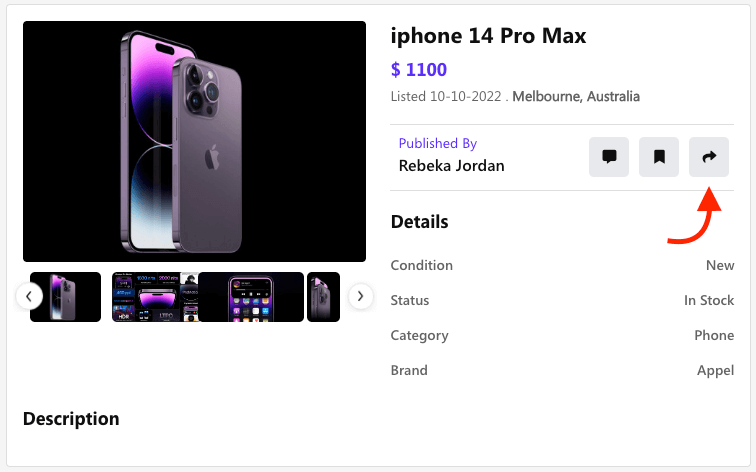 iphone 14 Pro Max
$ 1100
Listed 10-10-2022 . Melbourne, Australia
Published By
Rebeka Jordan
Details
Condition New
Status In Stock
Category Phone
Brand Appel
HDR
Description